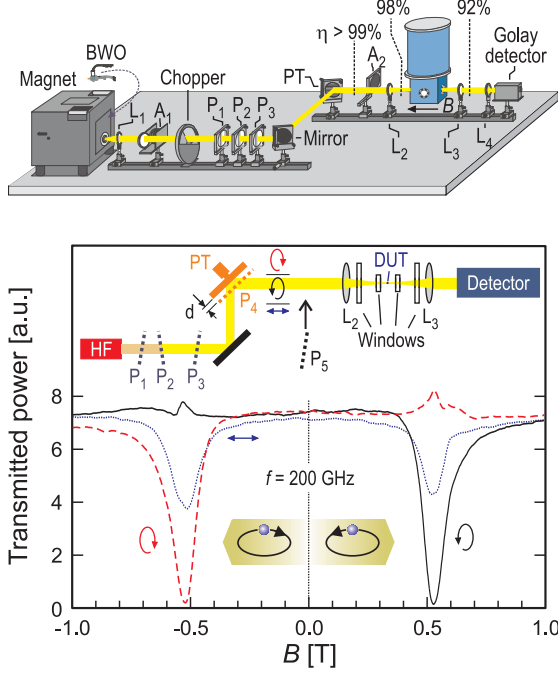 η > 99%
98%
92%
BWO
Magnet
L1
A1
Chopper
P1
P2
P3
Mirror
PT
A2
B
Golay
detector
L2
L3
L4
PT
P4
d
HF
P1
P2
P3
P5
DUT
L2
Windows
L3
Detector
Transmitted power [a.u.]
8
6
4
2
0
f = 200 GHz
-1.0
-0.5
0.0
0.5
1.0
B [T]